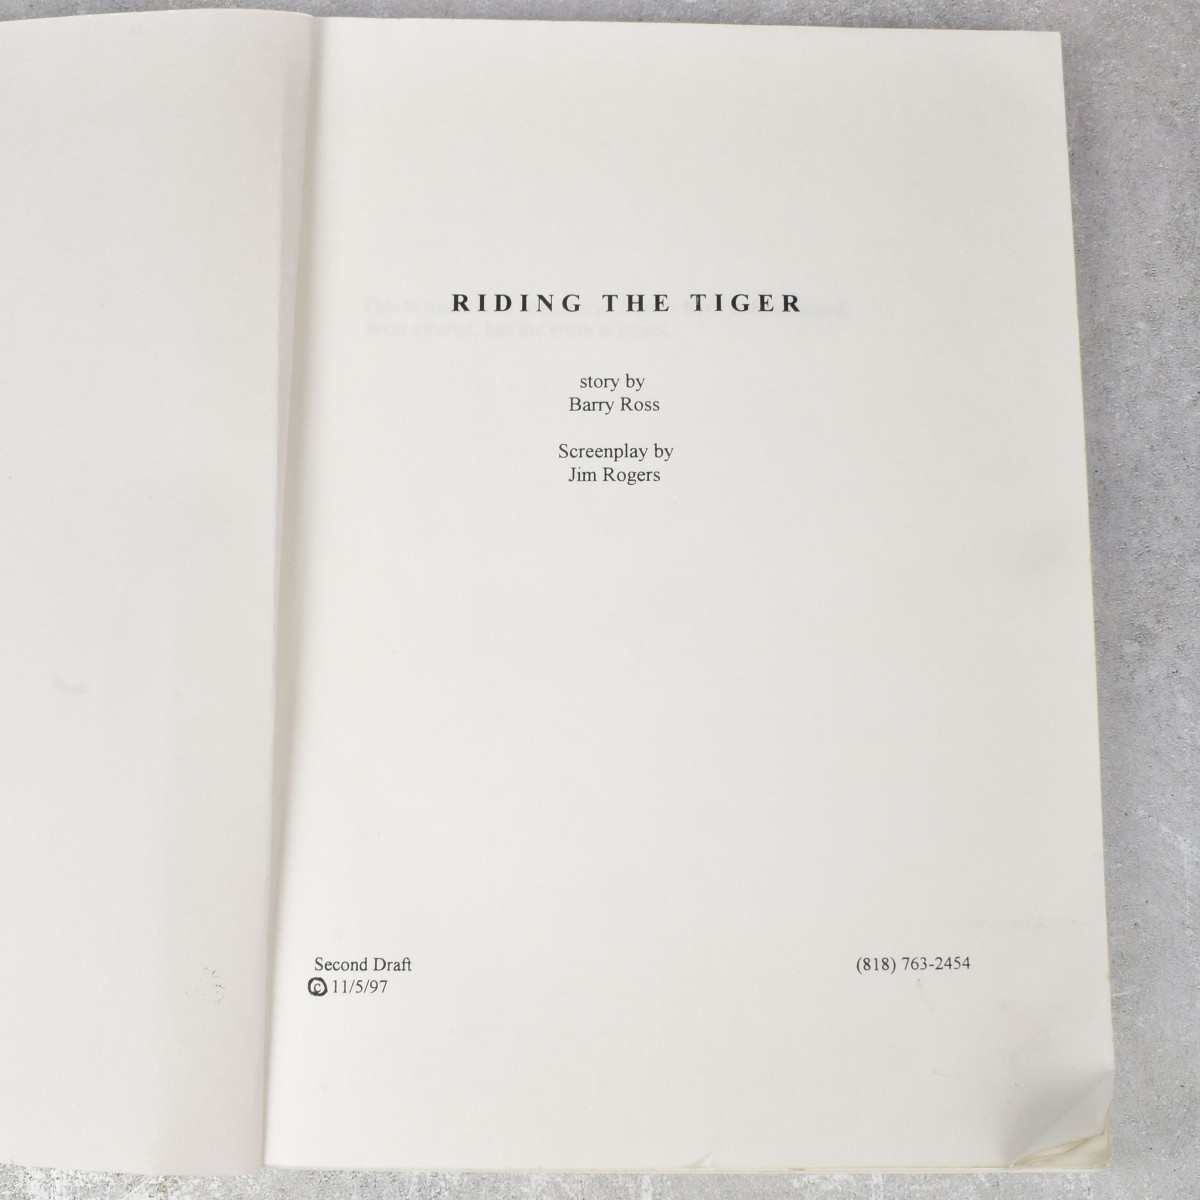 RIDING THE TIGER
story by
Barry Ross
Screenplay by
Jim Rogers
Second Draft
© 11/5/97
(818) 763-2454